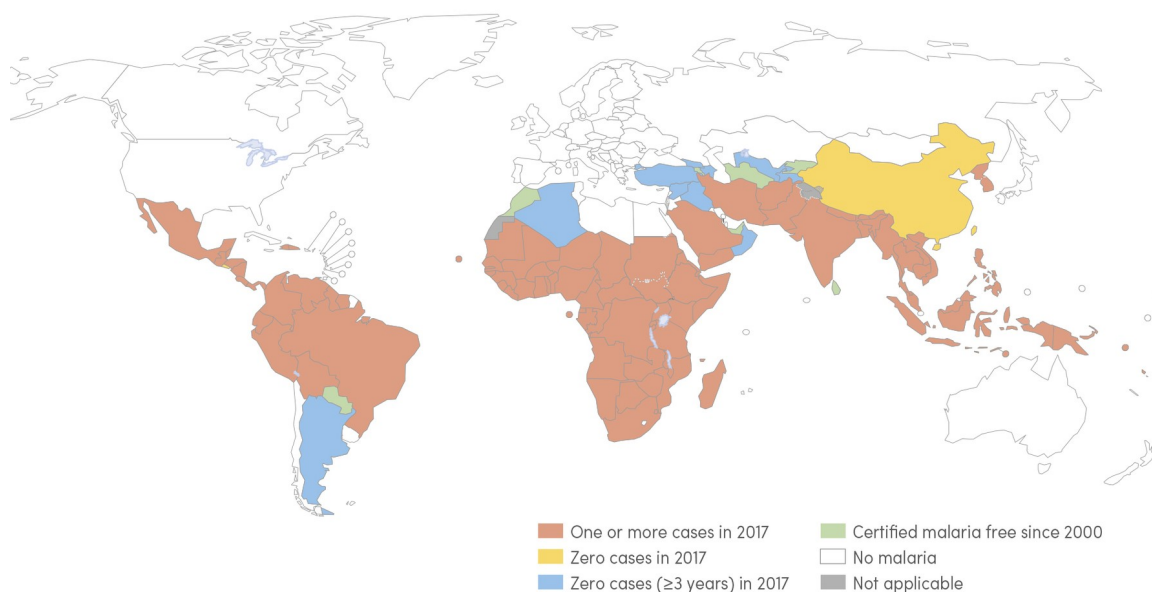 One or more cases in 2017
Zero cases in 2017
Zero cases (≥3 years) in 2017
Certified malaria free since 2000
No malaria
Not applicable